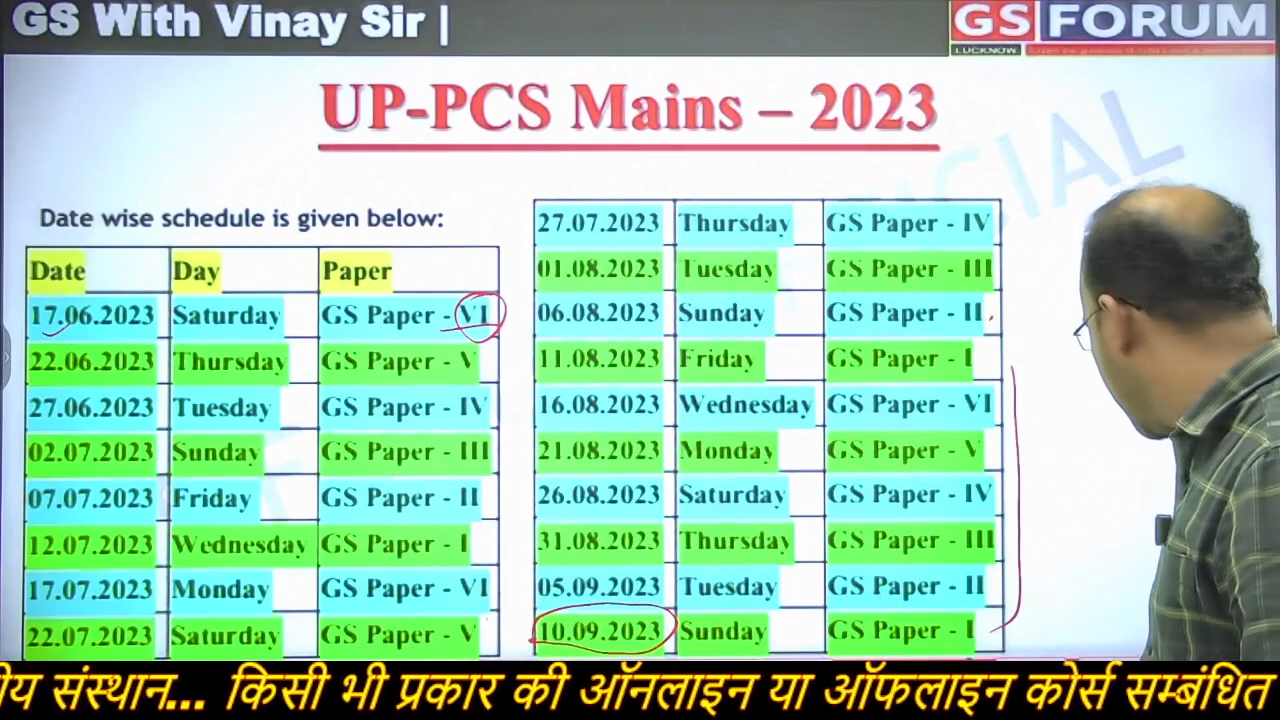 GS With Vinay Sir |
GS FORUM
LUCKNOW
UP-PCS Mains – 2023
CIAL
Date wise schedule is given below:
Date Day Paper
17.06.2023 Saturday GS Paper - VI
22.06.2023 Thursday GS Paper - V
27.06.2023 Tuesday GS Paper - IV
02.07.2023 Sunday GS Paper - III
07.07.2023 Friday GS Paper - II
12.07.2023 Wednesday GS Paper - I
17.07.2023 Monday GS Paper - VI
22.07.2023 Saturday GS Paper - V
27.07.2023 Thursday GS Paper - IV
01.08.2023 Tuesday GS Paper - III
06.08.2023 Sunday GS Paper - II
11.08.2023 Friday GS Paper - I
16.08.2023 Wednesday GS Paper - VI
21.08.2023 Monday GS Paper - V
26.08.2023 Saturday GS Paper - IV
31.08.2023 Thursday GS Paper - III
05.09.2023 Tuesday GS Paper - II
10.09.2023 Sunday GS Paper - I
ीय संस्थान... किसी भी प्रकार की ऑनलाइन या ऑफलाइन कोर्स सम्बंधित